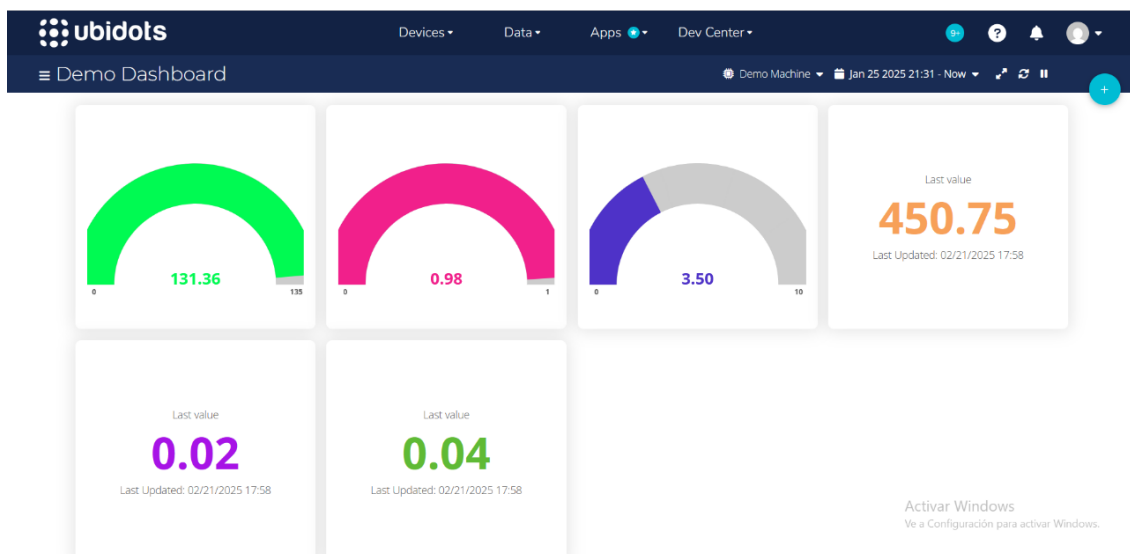 ubidots
Devices
Data
Apps
Dev Center
9+
?
Demo Dashboard
Demo Machine
Jan 25 2025 21:31 - Now
+
131.36
0
135
0.98
0
1
3.50
0
10
Last value
450.75
Last Updated: 02/21/2025 17:58
Last value
0.02
Last Updated: 02/21/2025 17:58
Last value
0.04
Last Updated: 02/21/2025 17:58
Activar Windows
Ve a Configuración para activar Windows.